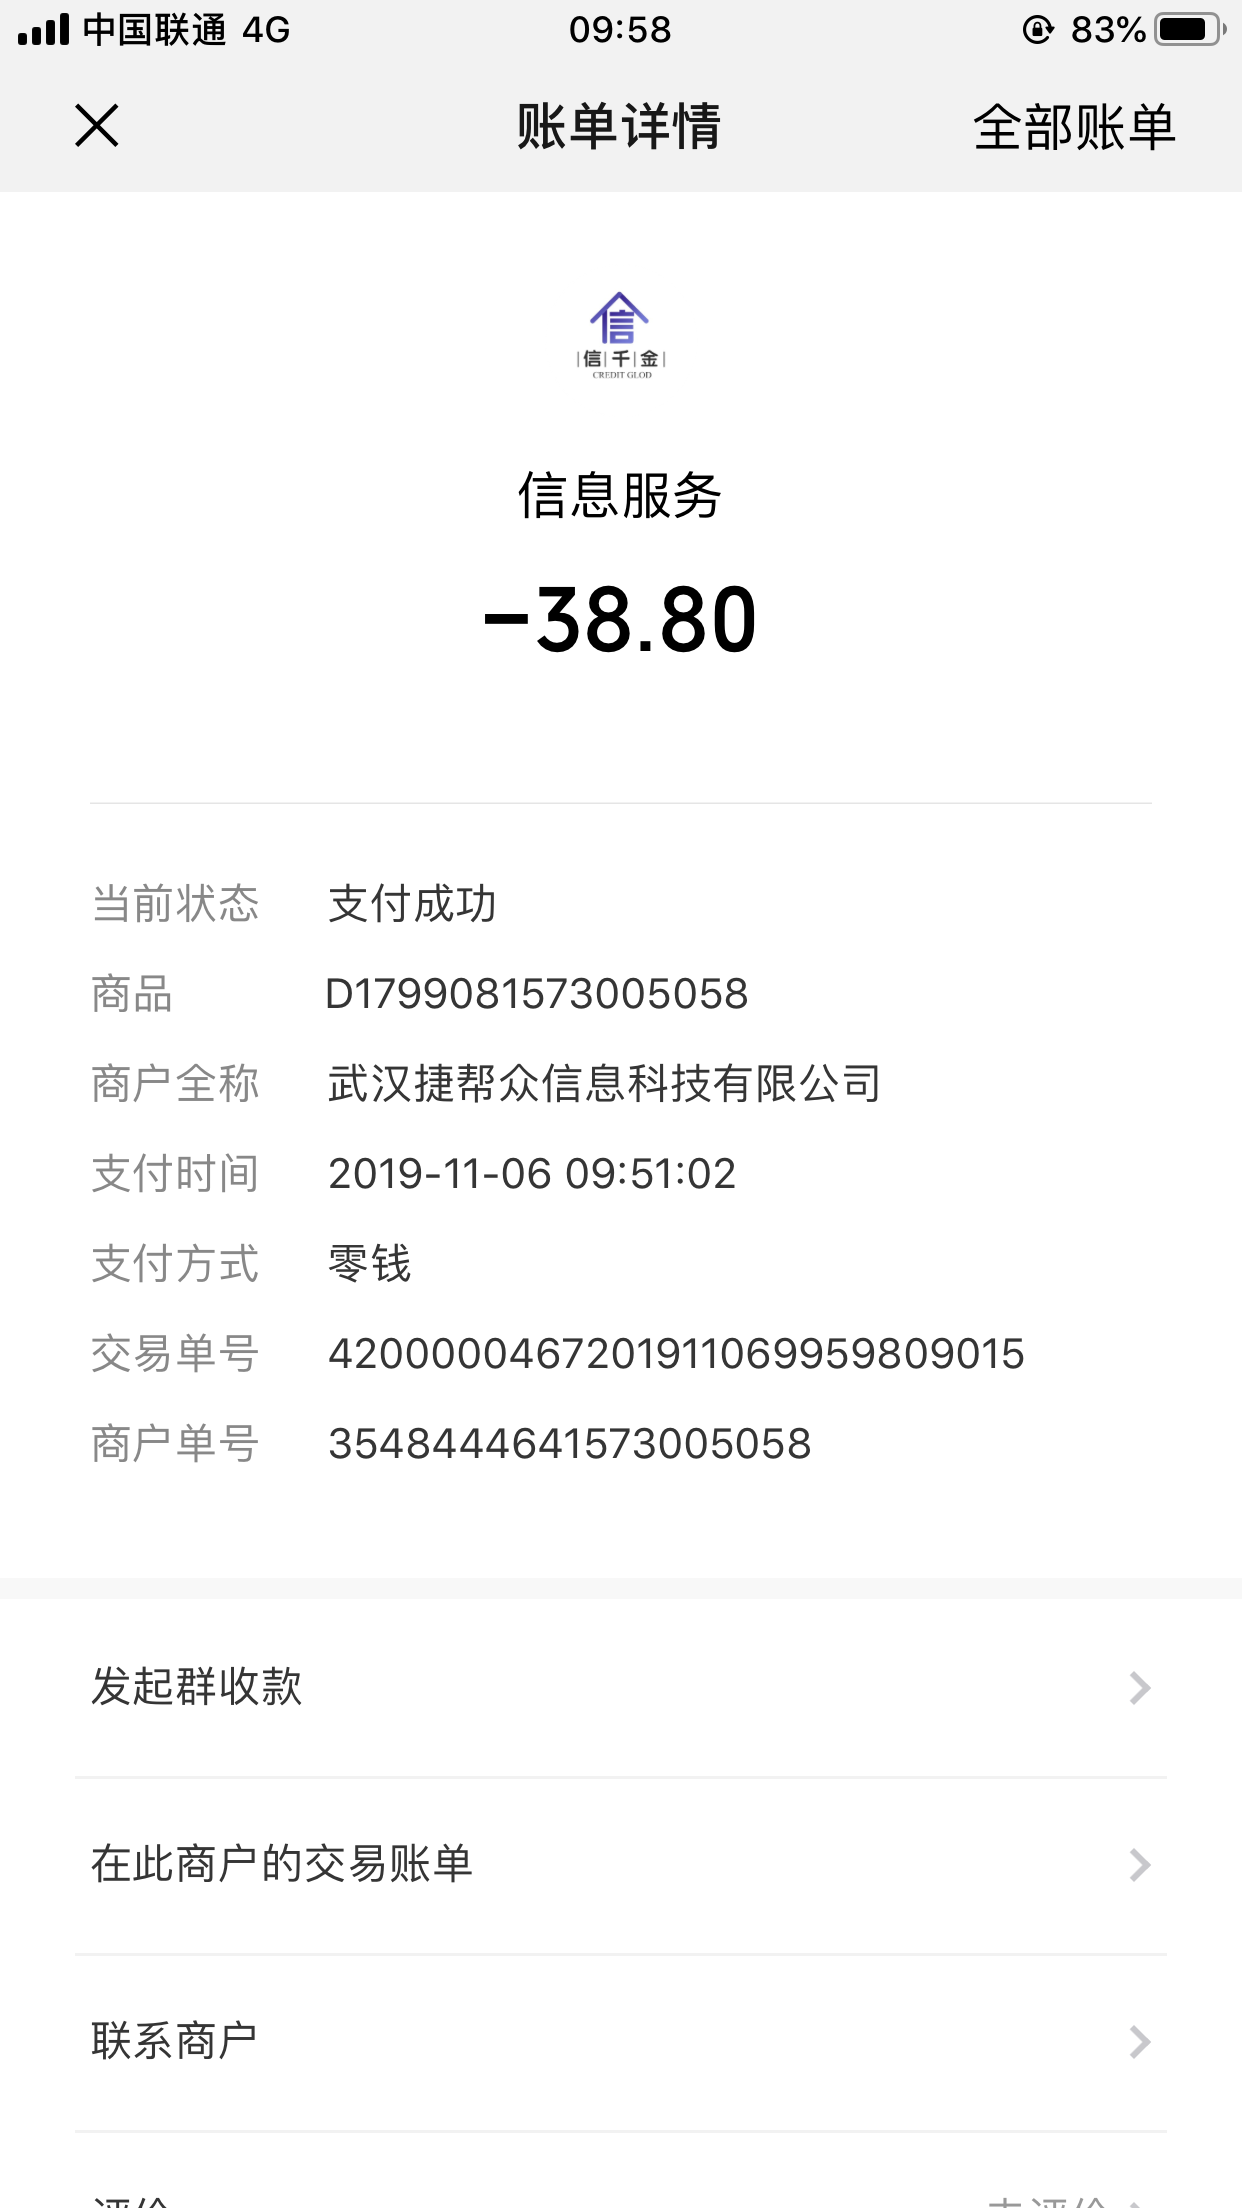 中国联通 4G 09:58 83%
账单详情 全部账单
信千金
CREDIT GLOD
信息服务
-38.80
当前状态 支付成功
商品 D1799081573005058
商户全称 武汉捷帮众信息科技有限公司
支付时间 2019-11-06 09:51:02
支付方式 零钱
交易单号 4200000467201911069959809015
商户单号 3548444641573005058
发起群收款
在此商户的交易账单
联系商户
评价 去评价